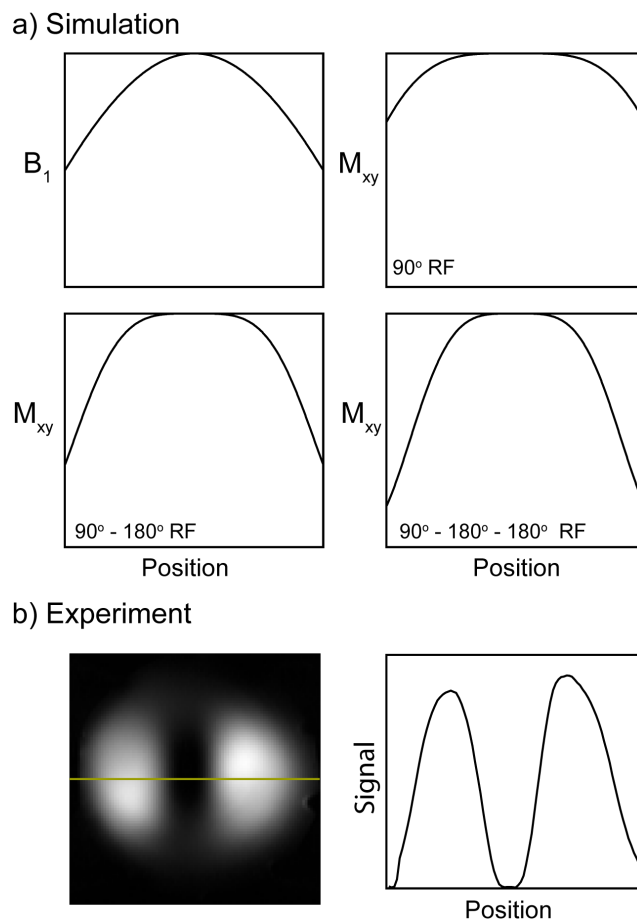 a) Simulation
B₁
Mxy
90° RF
Mxy
Mxy
90° - 180° RF
90° - 180° - 180° RF
Position
Position
b) Experiment
Signal
Position